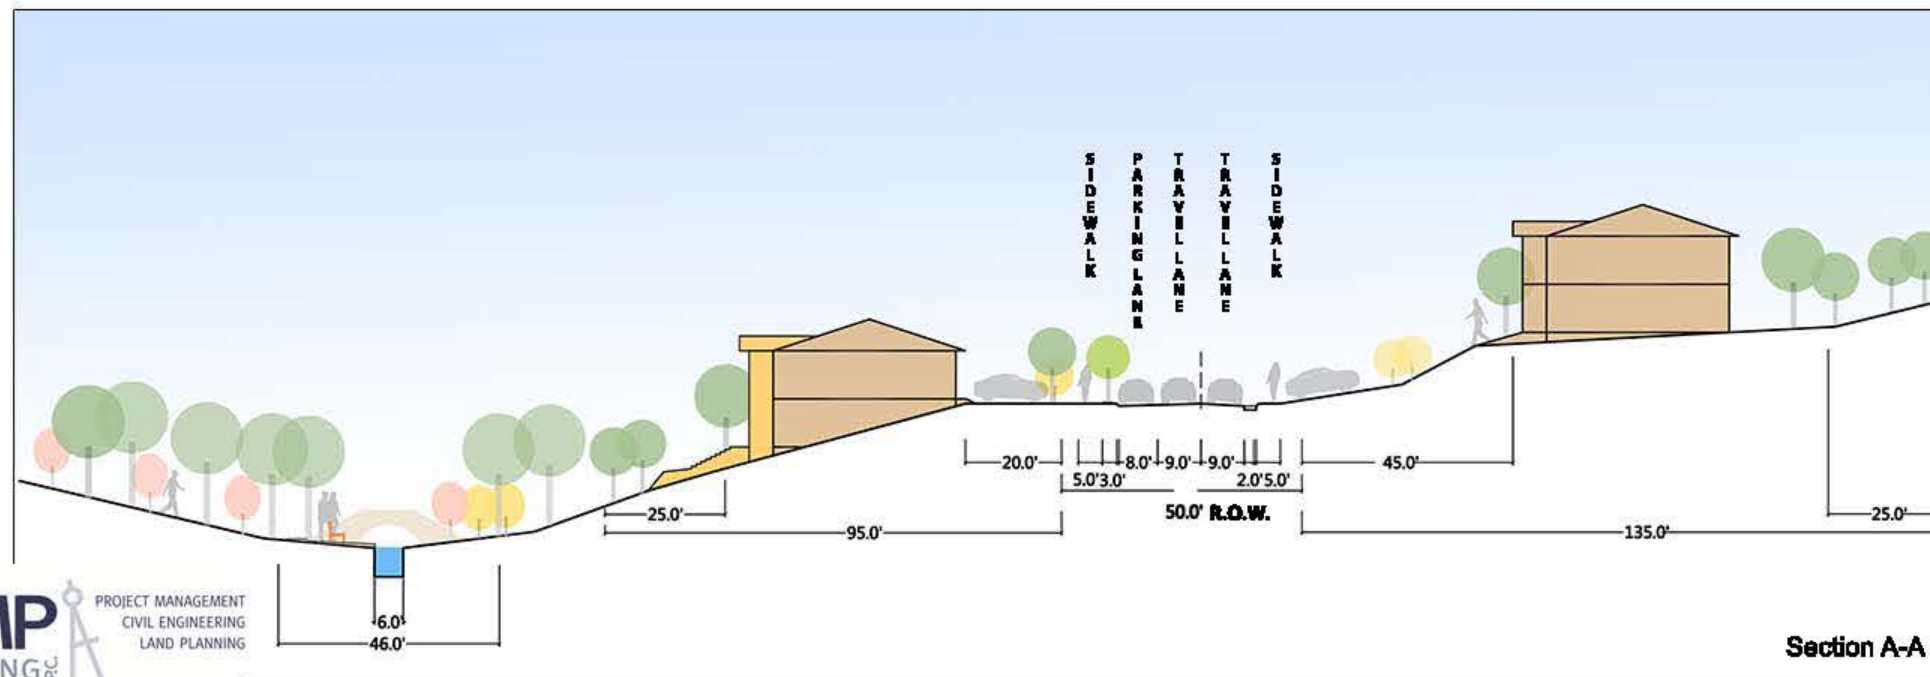 SIDEWALK
PARKING LANE
TRAVEL LANE
TRAVEL LANE
SIDEWALK
20.0'
8.0'
9.0'
9.0'
45.0'
5.0'
3.0'
2.0'
5.0'
25.0'
50.0' R.O.W.
25.0'
95.0'
135.0'
6.0'
46.0'
PROJECT MANAGEMENT
CIVIL ENGINEERING
LAND PLANNING
Section A-A